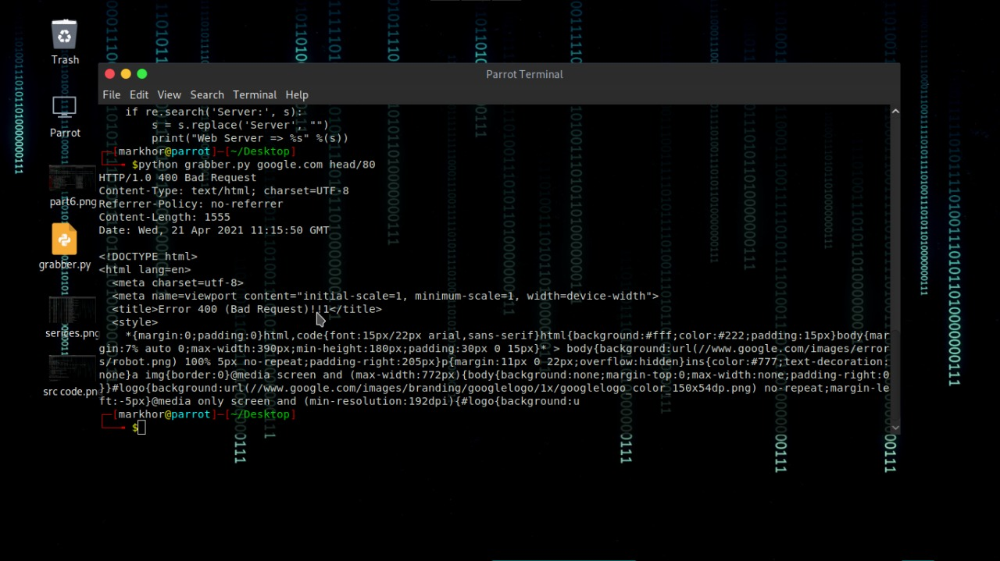 Trash
Parrot
part6.png
grabber.py
serices.png
src code.pn
Parrot Terminal
File Edit View Search Terminal Help
    if re.search('Server:', s):
        s = s.replace('Server', "")
        print("Web Server => %s" %(s))
┌─[markhor@parrot]─[~/Desktop]
└──╼ $python grabber.py google.com head/80
HTTP/1.0 400 Bad Request
Content-Type: text/html; charset=UTF-8
Referrer-Policy: no-referrer
Content-Length: 1555
Date: Wed, 21 Apr 2021 11:15:50 GMT
<!DOCTYPE html>
<html lang=en>
  <meta charset=utf-8>
  <meta name=viewport content="initial-scale=1, minimum-scale=1, width=device-width">
  <title>Error 400 (Bad Request)!!1</title>
  <style>
    *{margin:0;padding:0}html,code{font:15px/22px arial,sans-serif}html{background:#fff;color:#222;padding:15px}body{mar
gin:7% auto 0;max-width:390px;min-height:180px;padding:30px 0 15px}* > body{background:url(//www.google.com/images/error
s/robot.png) 100% 5px no-repeat;padding-right:205px}p{margin:11px 0 22px;overflow:hidden}ins{color:#777;text-decoration:
none}a img{border:0}@media screen and (max-width:772px){body{background:none;margin-top:0;max-width:none;padding-right:0
}}#logo{background:url(//www.google.com/images/branding/googlelogo/1x/googlelogo_color_150x54dp.png) no-repeat;margin-le
ft:-5px}@media only screen and (min-resolution:192dpi){#logo{background:u
┌─[markhor@parrot]─[~/Desktop]
└──╼ $